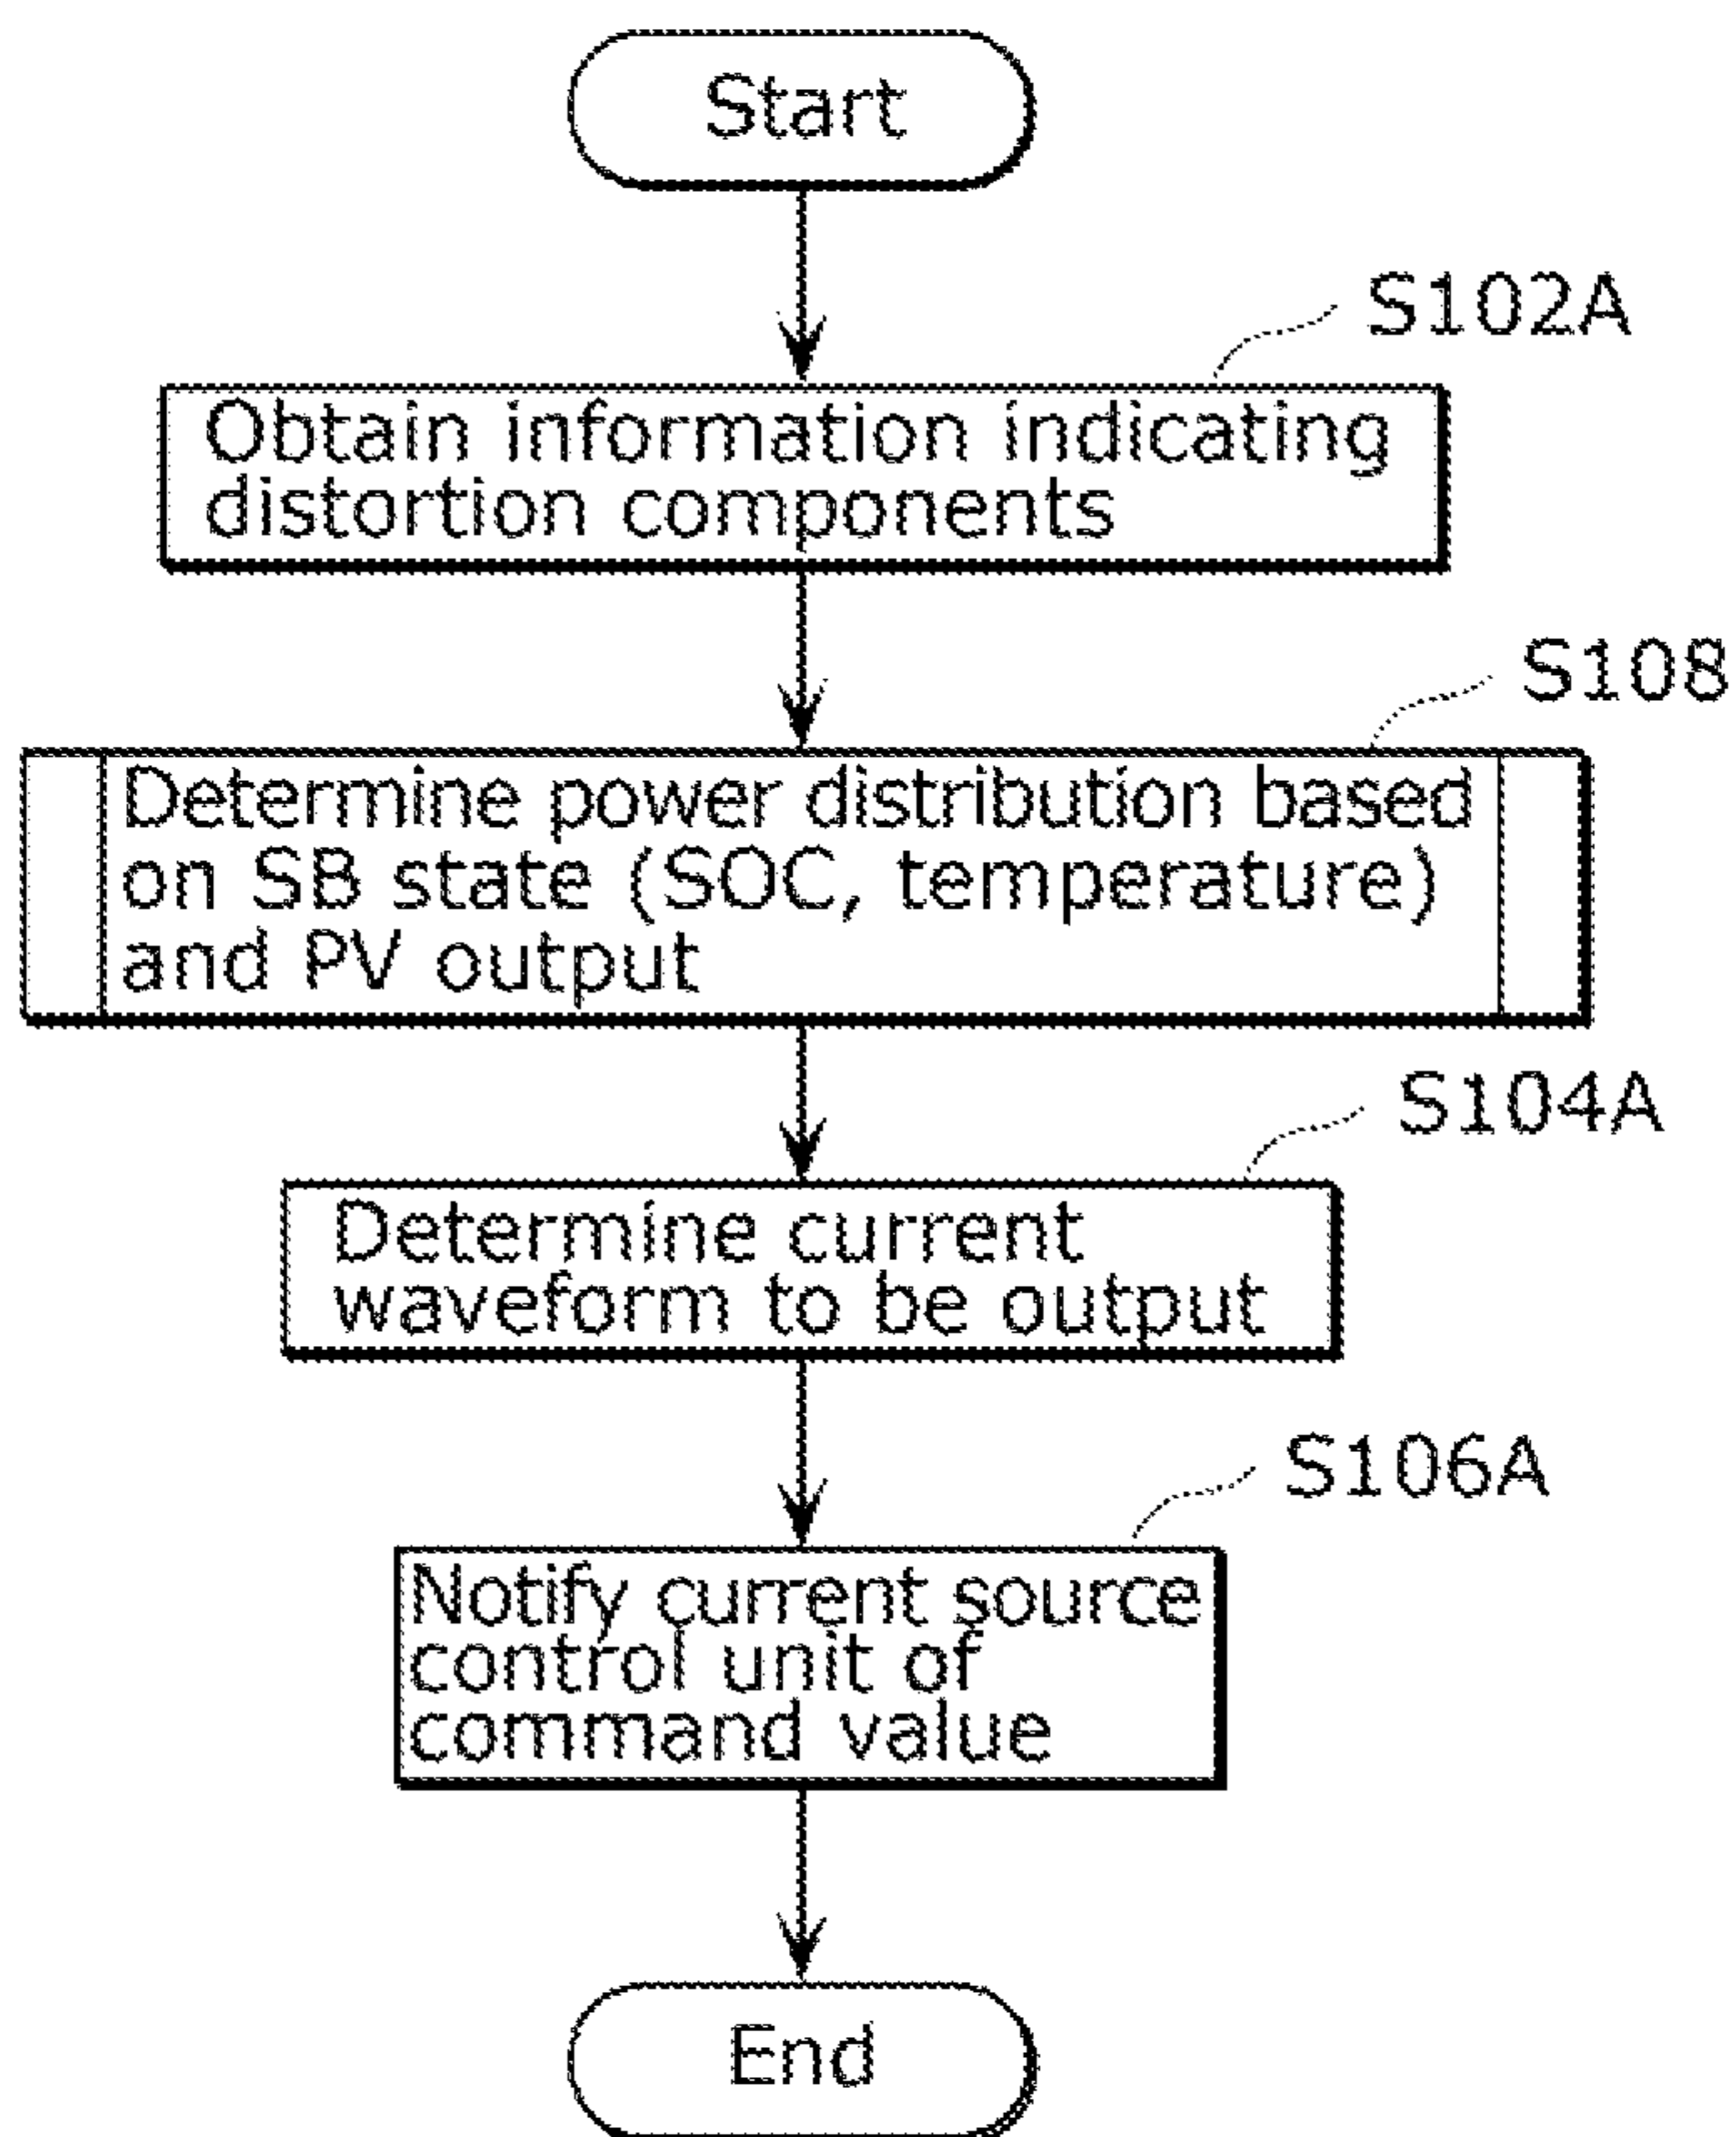 Start
S102A
Obtain information indicating
distortion components
S108
Determine power distribution based
on SB state (SOC, temperature)
and PV output
S104A
Determine current
waveform to be output
S106A
Notify current source
control unit of
command value
End